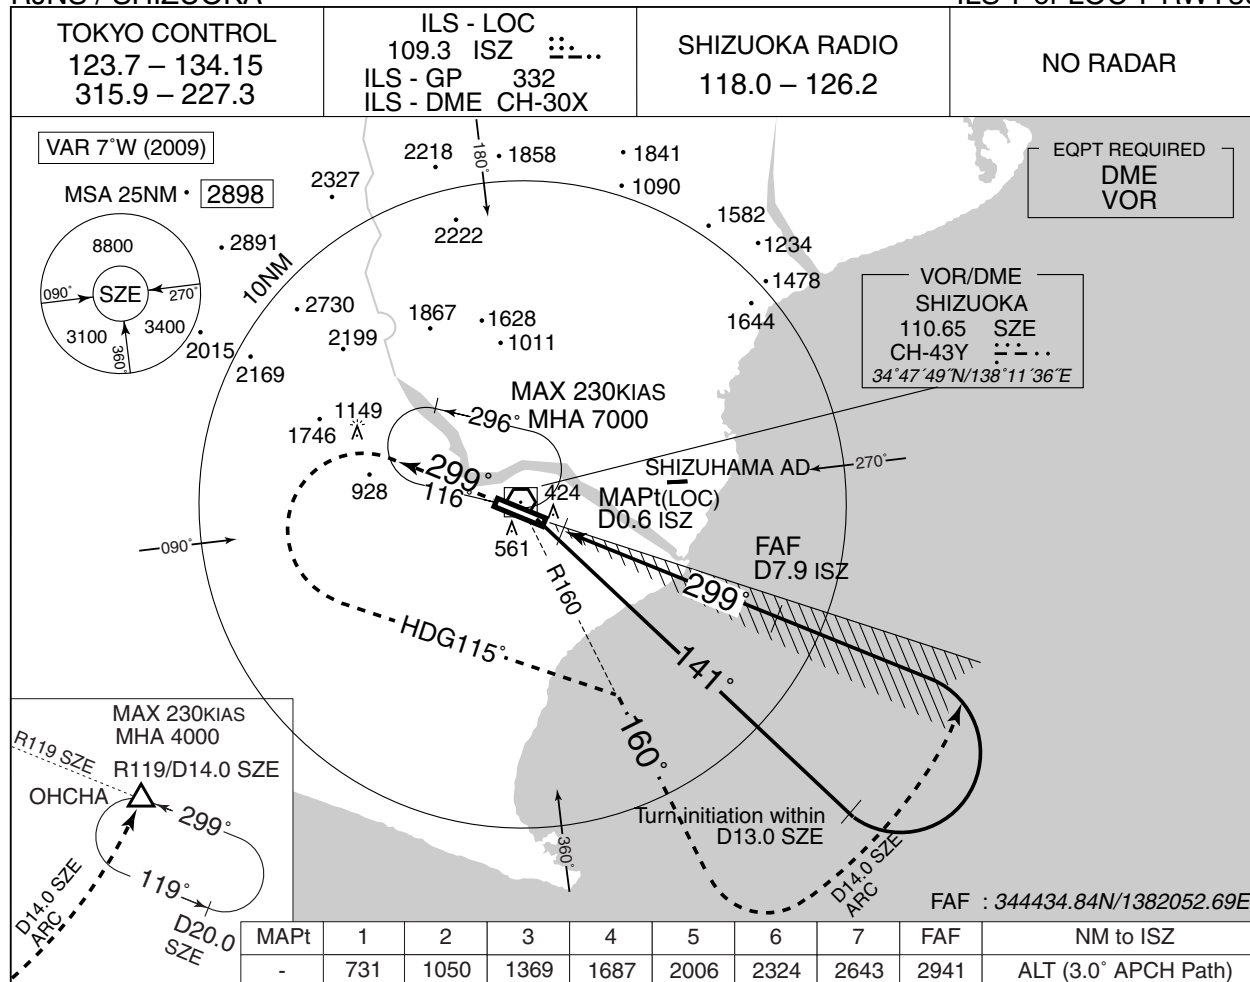 RJNS / SHIZUOKA
ILS Y or LOC Y RWY30
TOKYO CONTROL
123.7 – 134.15
315.9 – 227.3
ILS - LOC
109.3 ISZ
ILS - GP 332
ILS - DME CH-30X
SHIZUOKA RADIO
118.0 – 126.2
NO RADAR
VAR 7˚W (2009)
MSA 25NM
2898
8800
SZE
090˚
270˚
3100
3400
360˚
2218
180˚
1858
1841
2327
1090
2222
1582
1234
2891
10NM
1478
2730
1867
1628
1644
2199
1011
2015
2169
EQPT REQUIRED
DME
VOR
VOR/DME
SHIZUOKA
110.65 SZE
CH-43Y
34˚47´49˝N/138˚11´36˝E
MAX 230KIAS
MHA 7000
296˚
1149
1746
299˚
116˚
928
424
SHIZUHAMA AD
270˚
MAPt(LOC)
D0.6 ISZ
561
090˚
FAF
D7.9 ISZ
R160
299˚
HDG115˚
141˚
160˚
Turn initiation within
D13.0 SZE
360˚
D14.0 SZE
ARC
MAX 230KIAS
MHA 4000
R119 SZE
R119/D14.0 SZE
OHCHA
299˚
119˚
D14.0 SZE
ARC
D20.0
SZE
FAF : 344434.84N/1382052.69E
MAPt 1 2 3 4 5 6 7 FAF NM to ISZ
- 731 1050 1369 1687 2006 2324 2643 2941 ALT (3.0˚ APCH Path)